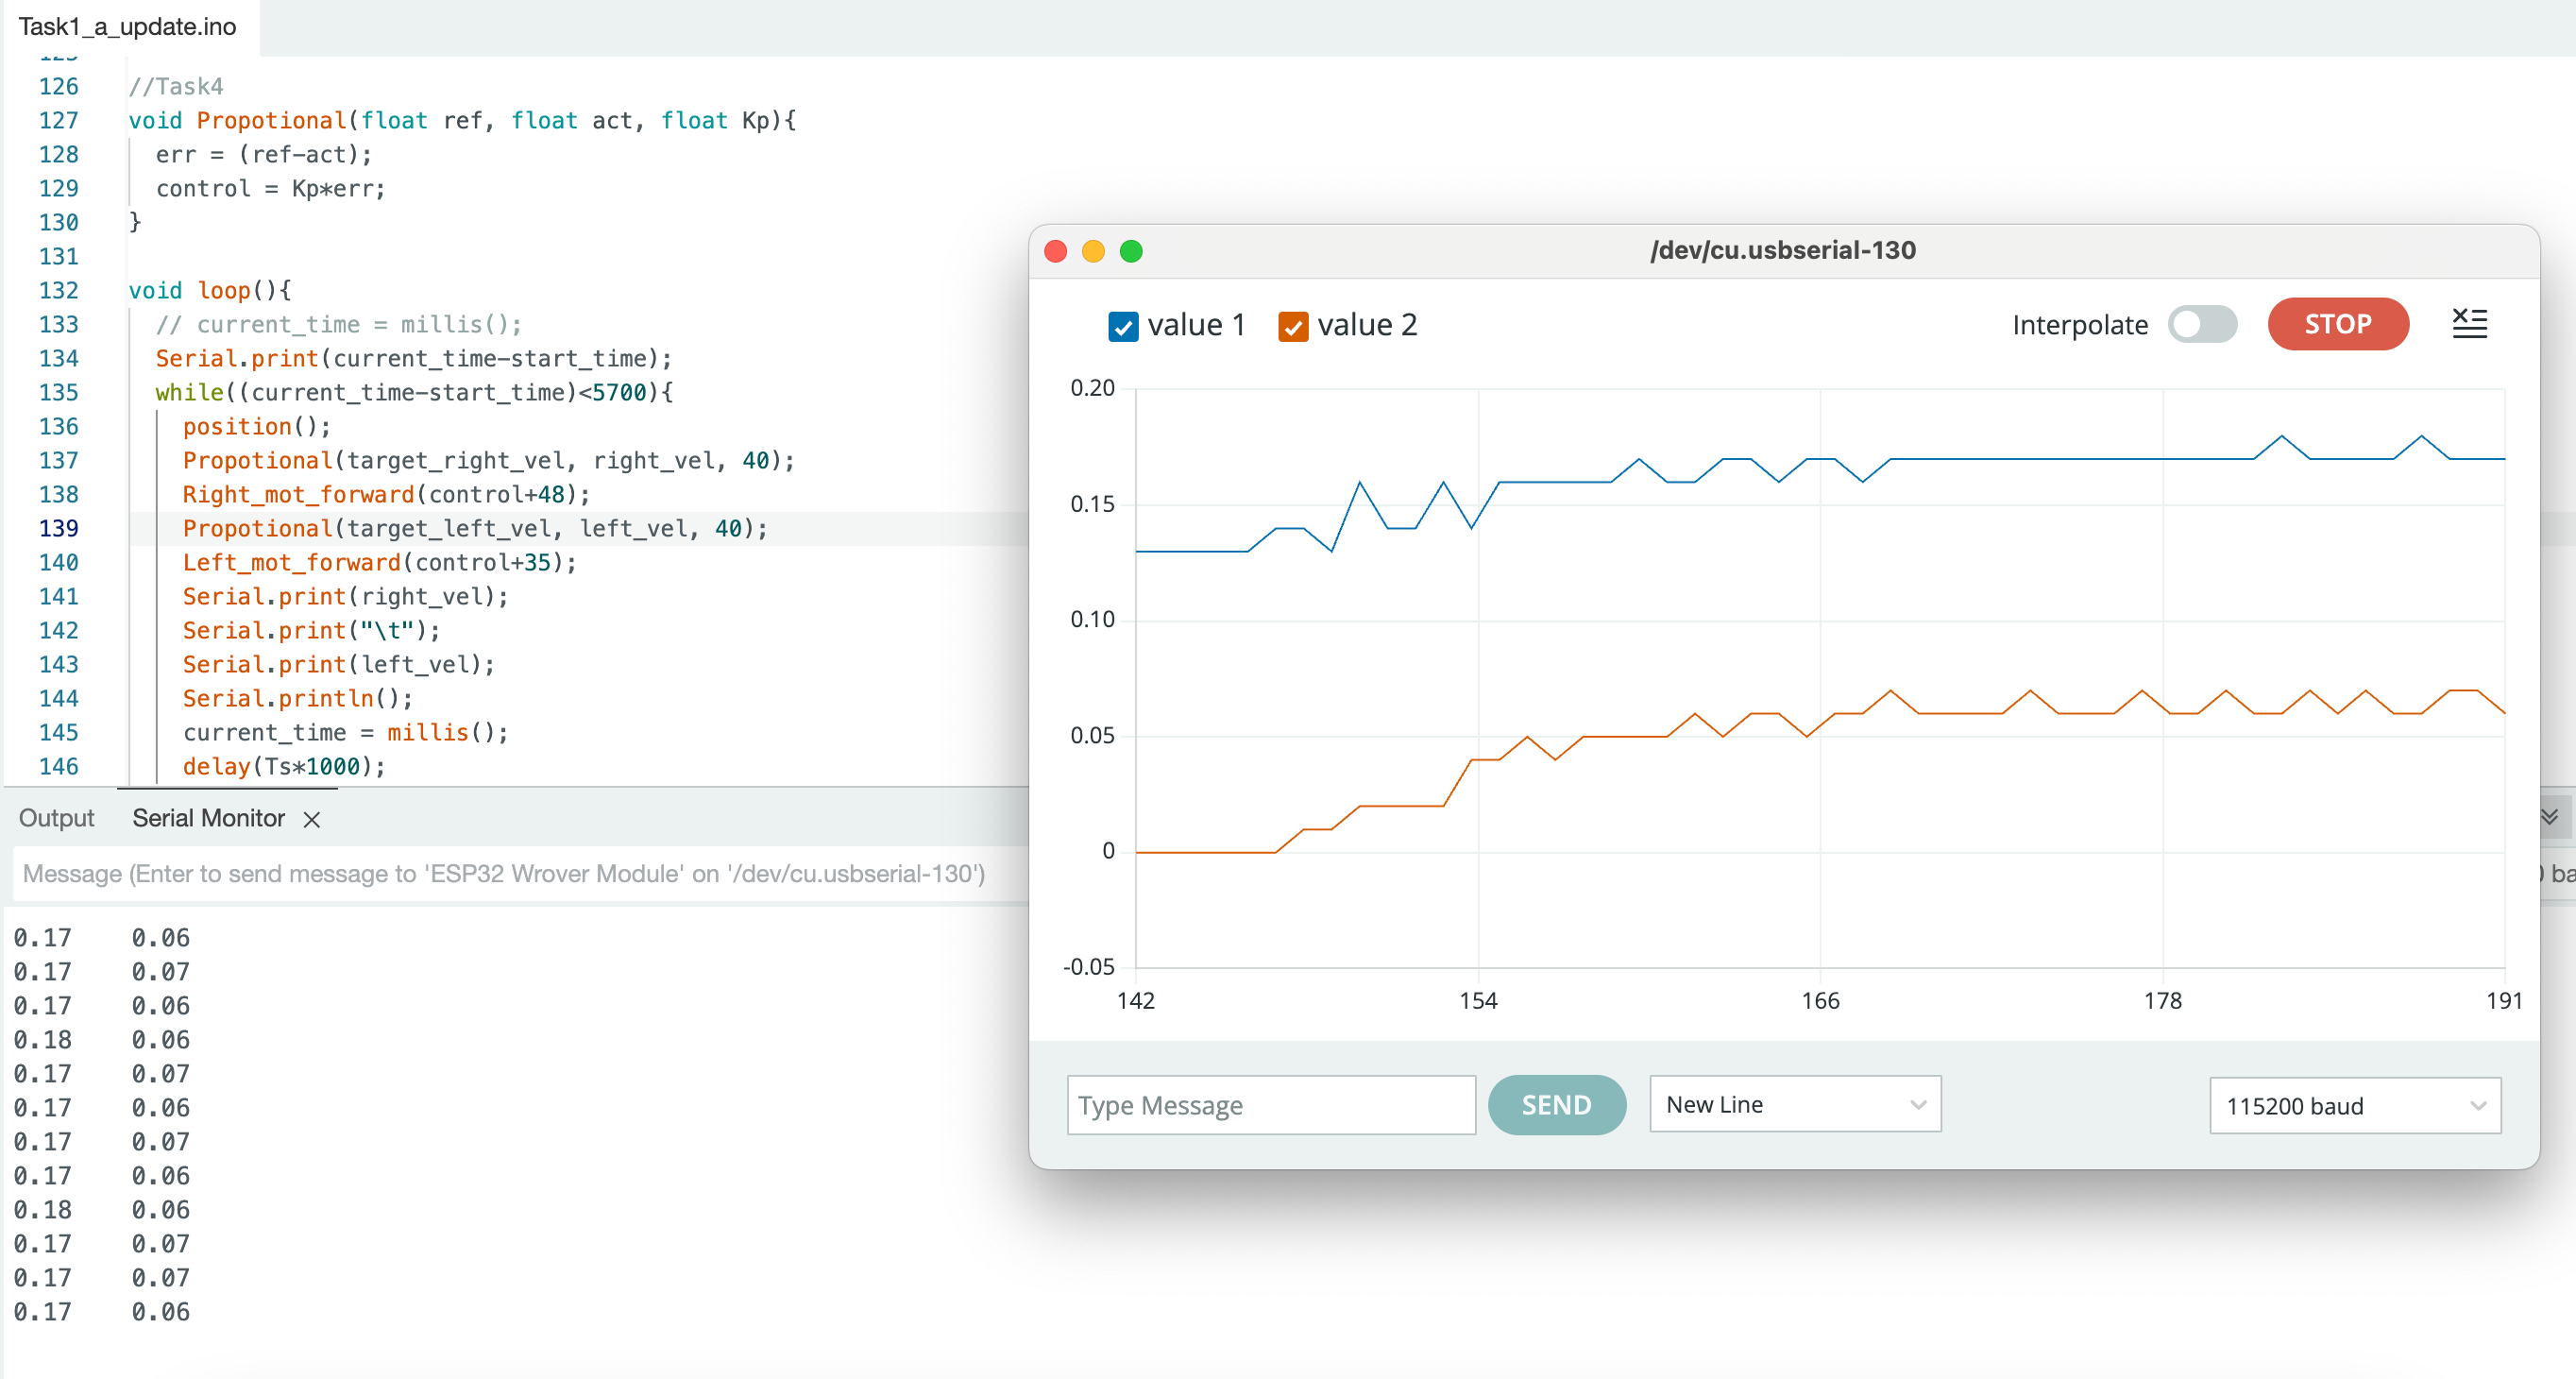 Task1_a_update.ino
126 //Task4
127 void Propotional(float ref, float act, float Kp){
128 err = (ref-act);
129 control = Kp*err;
130 }
131
132 void loop(){
133 // current_time = millis();
134 Serial.print(current_time-start_time);
135 while((current_time-start_time)<5700){
136 position();
137 Propotional(target_right_vel, right_vel, 40);
138 Right_mot_forward(control+48);
139 Propotional(target_left_vel, left_vel, 40);
140 Left_mot_forward(control+35);
141 Serial.print(right_vel);
142 Serial.print("\t");
143 Serial.print(left_vel);
144 Serial.println();
145 current_time = millis();
146 delay(Ts*1000);
Output Serial Monitor
Message (Enter to send message to 'ESP32 Wrover Module' on '/dev/cu.usbserial-130')
0.17 0.06
0.17 0.07
0.17 0.06
0.18 0.06
0.17 0.07
0.17 0.06
0.17 0.07
0.17 0.06
0.18 0.06
0.17 0.07
0.17 0.07
0.17 0.06
/dev/cu.usbserial-130
value 1 value 2 Interpolate STOP
0.20
0.15
0.10
0.05
0
-0.05
142 154 166 178 191
Type Message SEND New Line 115200 baud